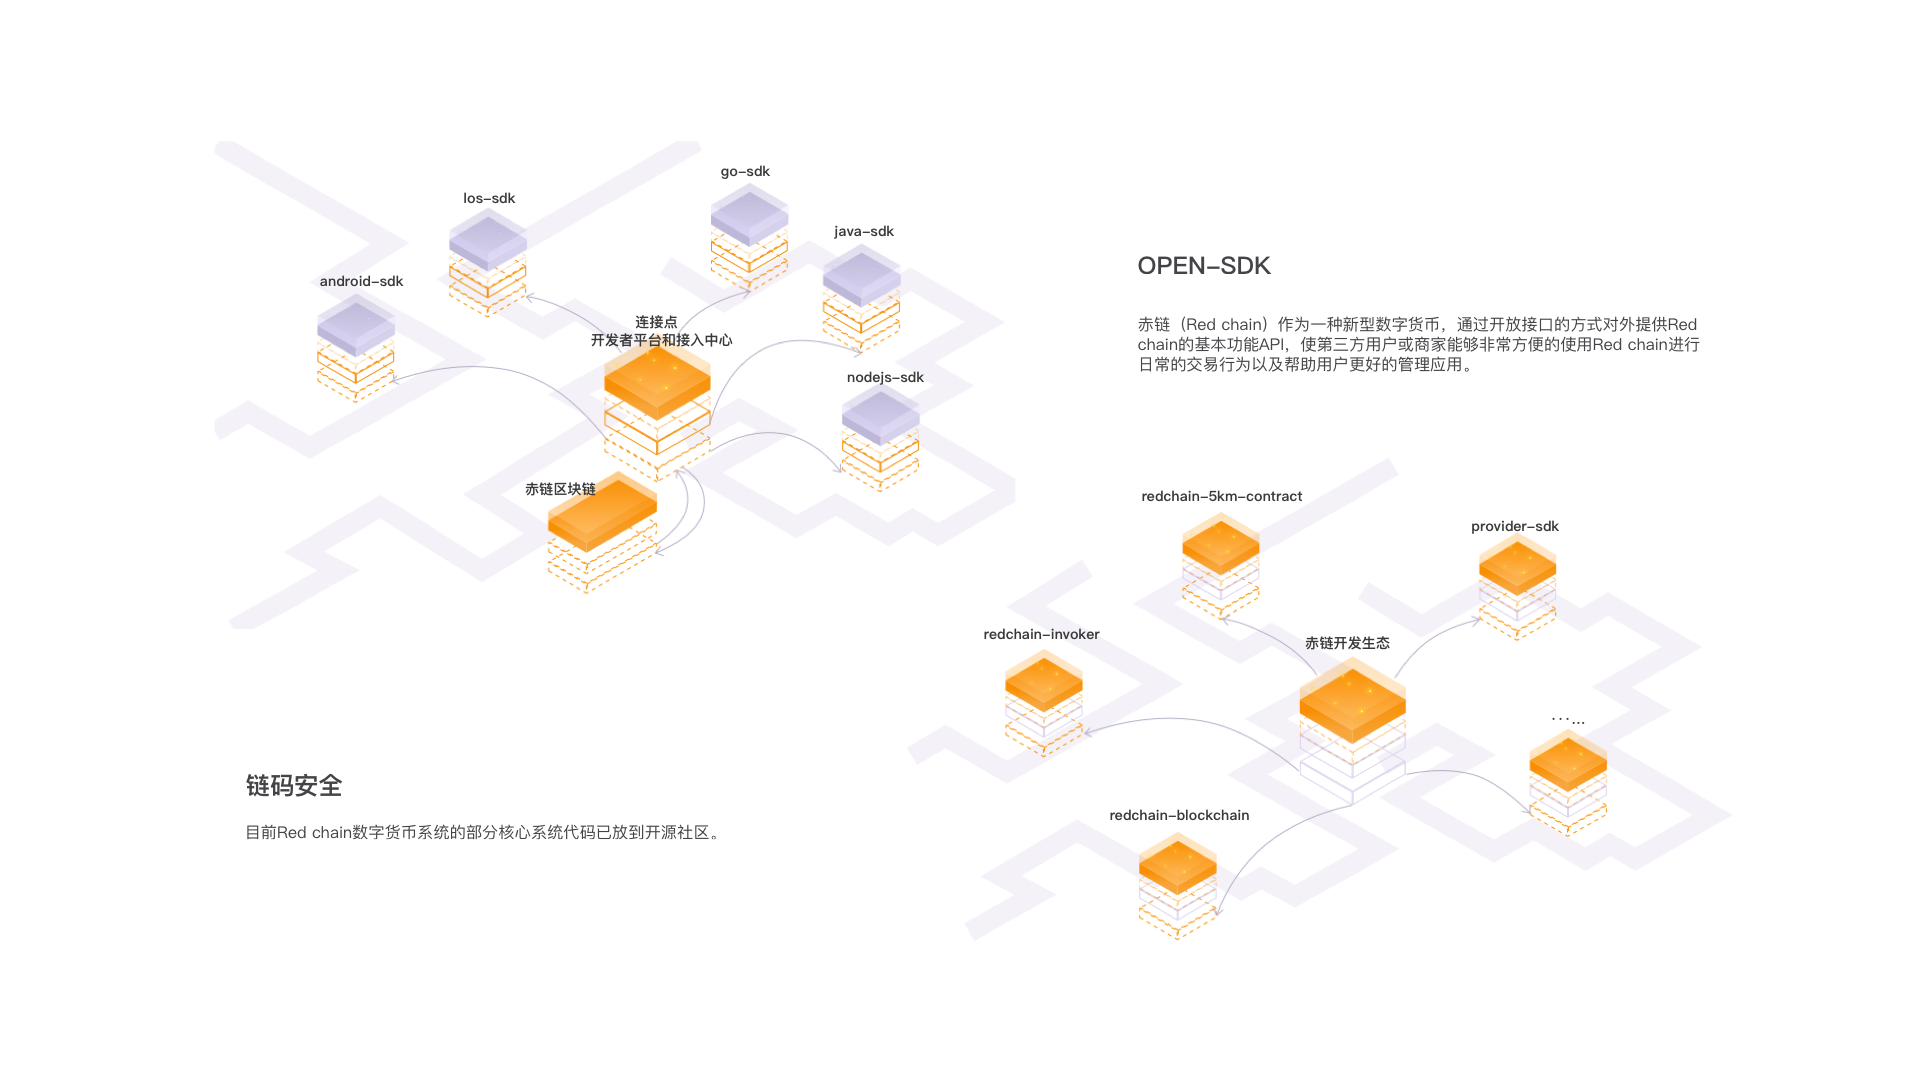 go-sdk
los-sdk
java-sdk
android-sdk
连接点
开发者平台和接入中心
nodejs-sdk
赤链区块链
OPEN-SDK
赤链（Red chain）作为一种新型数字货币，通过开放接口的方式对外提供Red
chain的基本功能API，使第三方用户或商家能够非常方便的使用Red chain进行
日常的交易行为以及帮助用户更好的管理应用。
链码安全
目前Red chain数字货币系统的部分核心系统代码已放到开源社区。
redchain-5km-contract
provider-sdk
redchain-invoker
赤链开发生态
···...
redchain-blockchain